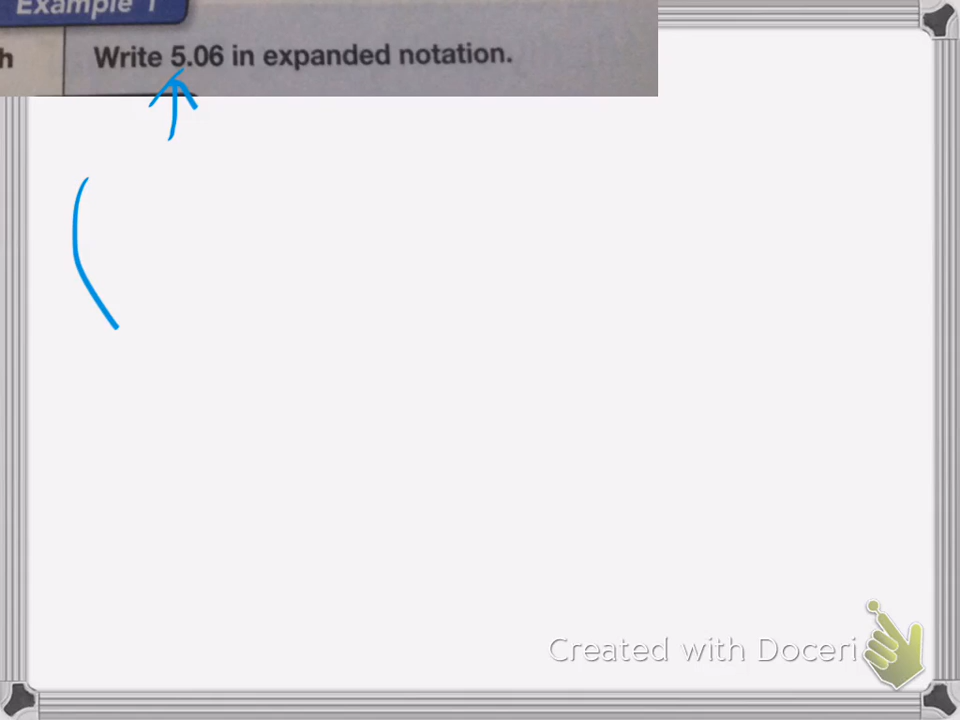 Example 1
h
Write 5.06 in expanded notation.
(
Created with Doceri